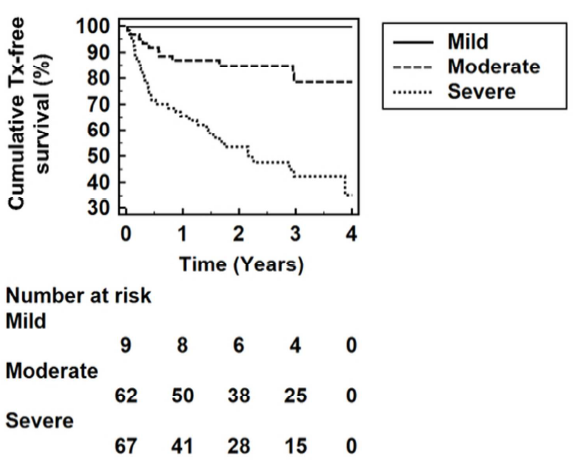 Cumulative Tx-free
survival (%)
100
90
80
70
60
50
40
30
0 1 2 3 4
Time (Years)
Mild
Moderate
Severe
Number at risk
Mild
9 8 6 4 0
Moderate
62 50 38 25 0
Severe
67 41 28 15 0